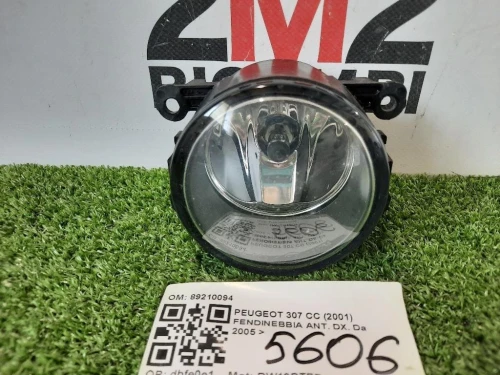 2M2
RICAMBI
OM: 89210094
PEUGEOT 307 CC (2001)
FENDINEBBIA ANT. DX. Da
2005 >
5606